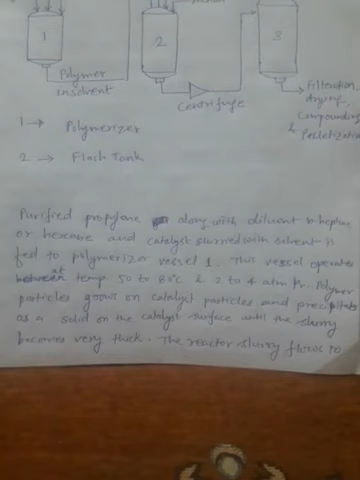 1
2
3
Polymer
insolvent
Centrifuge
Filtration,
drying,
Compounding
& Pelletization
1 → Polymerizer
2 → Flash Tank
Purified propylene along with diluent n-heptane
or hexane and catalyst slurried with solvent is
fed to polymerizer vessel 1. This vessel operates
at temp. 50 to 80°C & 2 to 4 atm Pr. Polymer
particles grows on catalyst particles and precipitates
as a solid on the catalyst surface until the slurry
becomes very thick. The reactor slurry flows to